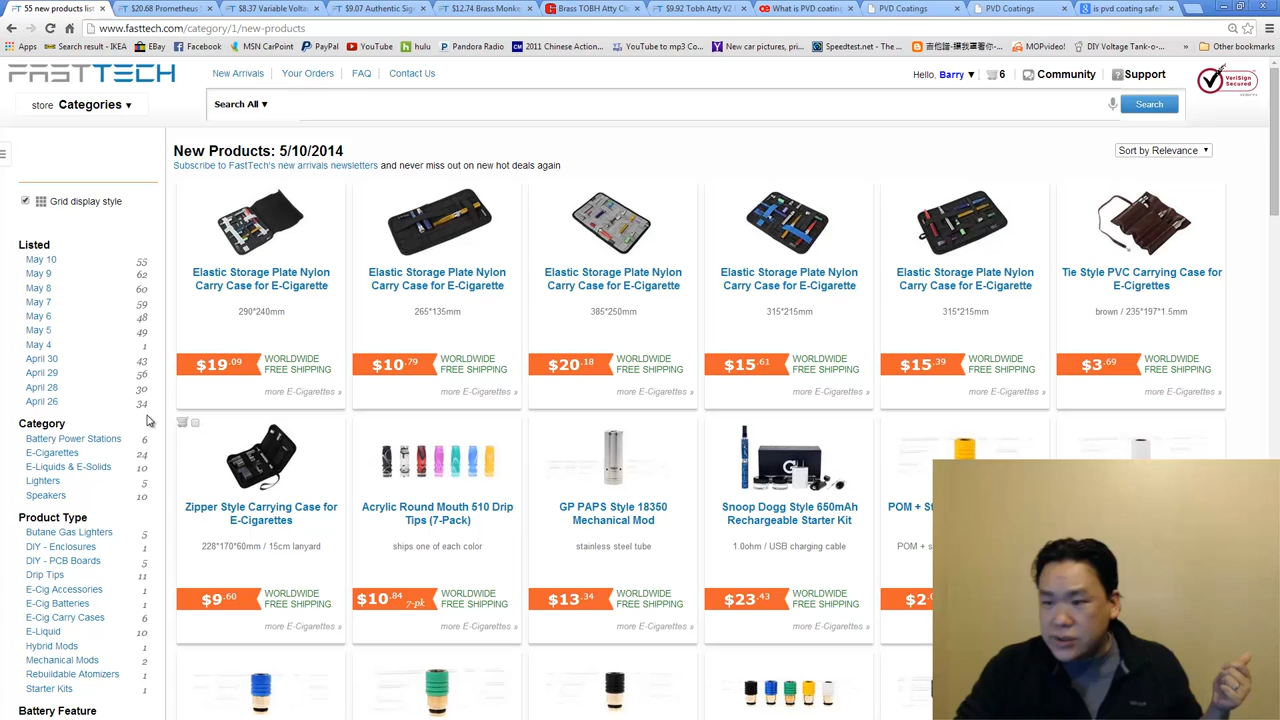 55 new products list
$20.68 Prometheus
$8.37 Variable Volta
$9.07 Authentic Sig
$12.74 Brass Monke
Brass TOBH Atty Cl
$9.92 Tobh Atty V2
What is PVD coating
PVD Coatings
PVD Coatings
is pvd coating safe?
www.fasttech.com/category/1/new-products
Apps
Search result - IKEA
EBay
Facebook
MSN CarPoint
PayPal
YouTube
hulu
Pandora Radio
2011 Chinese Action...
YouTube to mp3 Co...
New car pictures, pri...
Speedtest.net - The ...
MOPvideo!
DIY Voltage Tank-o-...
Other bookmarks
FASTTECH
New Arrivals
Your Orders
FAQ
Contact Us
Hello, Barry ▼
6
Community
Support
VeriSign
Secured
store Categories ▼
Search All ▼
Search
New Products: 5/10/2014
Subscribe to FastTech's new arrivals newsletters and never miss out on new hot deals again
Sort by Relevance
Grid display style
Listed
May 10 55
May 9 62
May 8 60
May 7 59
May 6 48
May 5 49
May 4 1
April 30 43
April 29 56
April 28 30
April 26 34
Category
Battery Power Stations 6
E-Cigarettes 24
E-Liquids & E-Solids 10
Lighters 5
Speakers 10
Product Type
Butane Gas Lighters 5
DIY - Enclosures 1
DIY - PCB Boards 1
Drip Tips 11
E-Cig Accessories 1
E-Cig Batteries 1
E-Cig Carry Cases 6
E-Liquid 10
Hybrid Mods 1
Mechanical Mods 2
Rebuildable Atomizers 1
Starter Kits 1
Battery Feature
Elastic Storage Plate Nylon
Carry Case for E-Cigarette
290*240mm
$19.09
WORLDWIDE
FREE SHIPPING
more E-Cigarettes »
Elastic Storage Plate Nylon
Carry Case for E-Cigarette
265*135mm
$10.79
WORLDWIDE
FREE SHIPPING
more E-Cigarettes »
Elastic Storage Plate Nylon
Carry Case for E-Cigarette
385*250mm
$20.18
WORLDWIDE
FREE SHIPPING
more E-Cigarettes »
Elastic Storage Plate Nylon
Carry Case for E-Cigarette
315*215mm
$15.61
WORLDWIDE
FREE SHIPPING
more E-Cigarettes »
Elastic Storage Plate Nylon
Carry Case for E-Cigarette
315*215mm
$15.39
WORLDWIDE
FREE SHIPPING
more E-Cigarettes »
Tie Style PVC Carrying Case for
E-Cigrettes
brown / 235*197*1.5mm
$3.69
WORLDWIDE
FREE SHIPPING
more E-Cigarettes »
Zipper Style Carrying Case for
E-Cigarettes
228*170*60mm / 15cm lanyard
$9.60
WORLDWIDE
FREE SHIPPING
more E-Cigarettes »
Acrylic Round Mouth 510 Drip
Tips (7-Pack)
ships one of each color
$10.84 7-pk
WORLDWIDE
FREE SHIPPING
more E-Cigarettes »
GP PAPS Style 18350
Mechanical Mod
stainless steel tube
$13.34
WORLDWIDE
FREE SHIPPING
more E-Cigarettes »
Snoop Dogg Style 650mAh
Rechargeable Starter Kit
1.0ohm / USB charging cable
$23.43
WORLDWIDE
FREE SHIPPING
more E-Cigarettes »
POM + St
POM + s
$2.